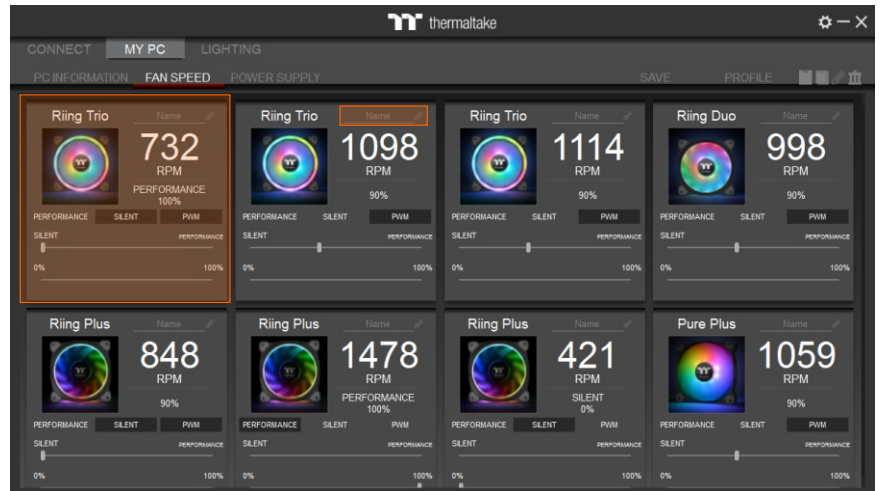 thermaltake
CONNECT MY PC LIGHTING
PC INFORMATION FAN SPEED POWER SUPPLY SAVE PROFILE
Riing Trio Name Riing Trio Name Riing Trio Name Riing Duo Name
732 1098 1114 998
RPM RPM RPM RPM
PERFORMANCE
100% 90% 90% 90%
PERFORMANCE SILENT PWM PERFORMANCE SILENT PWM PERFORMANCE SILENT PWM PERFORMANCE SILENT PWM
SILENT PERFORMANCE SILENT PERFORMANCE SILENT PERFORMANCE SILENT PERFORMANCE
0% 100% 0% 100% 0% 100% 0% 100%
Riing Plus Name Riing Plus Name Riing Plus Name Pure Plus Name
848 1478 421 1059
RPM RPM RPM RPM
90% PERFORMANCE SILENT 90%
100% 0%
PERFORMANCE SILENT PWM PERFORMANCE SILENT PWM PERFORMANCE SILENT PWM PERFORMANCE SILENT PWM
SILENT PERFORMANCE SILENT PERFORMANCE SILENT PERFORMANCE SILENT PERFORMANCE
0% 100% 0% 100% 0% 100% 0% 100%